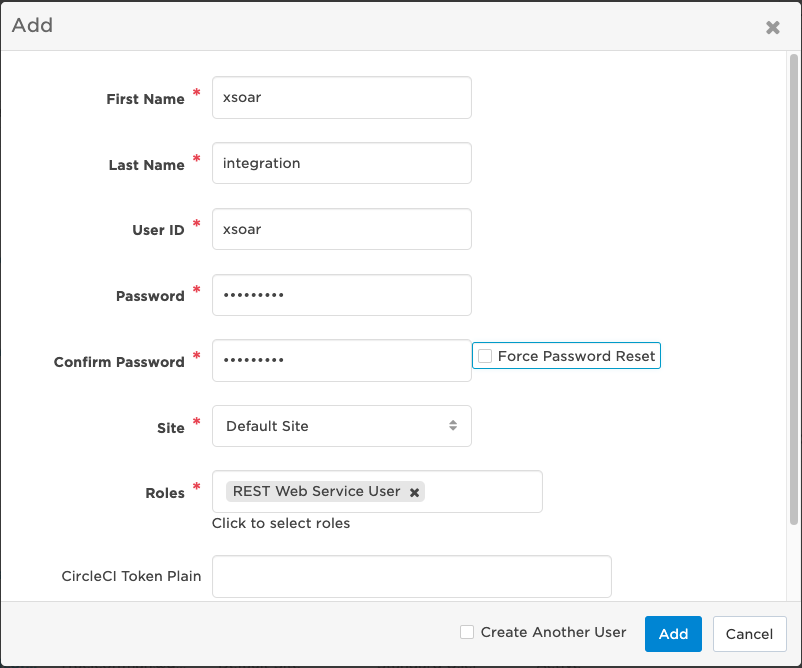 Add
First Name * xsoar
Last Name * integration
User ID * xsoar
Password * •••••••••
Confirm Password * ••••••••• Force Password Reset
Site * Default Site
Roles * REST Web Service User
Click to select roles
CircleCI Token Plain
Create Another User Add Cancel